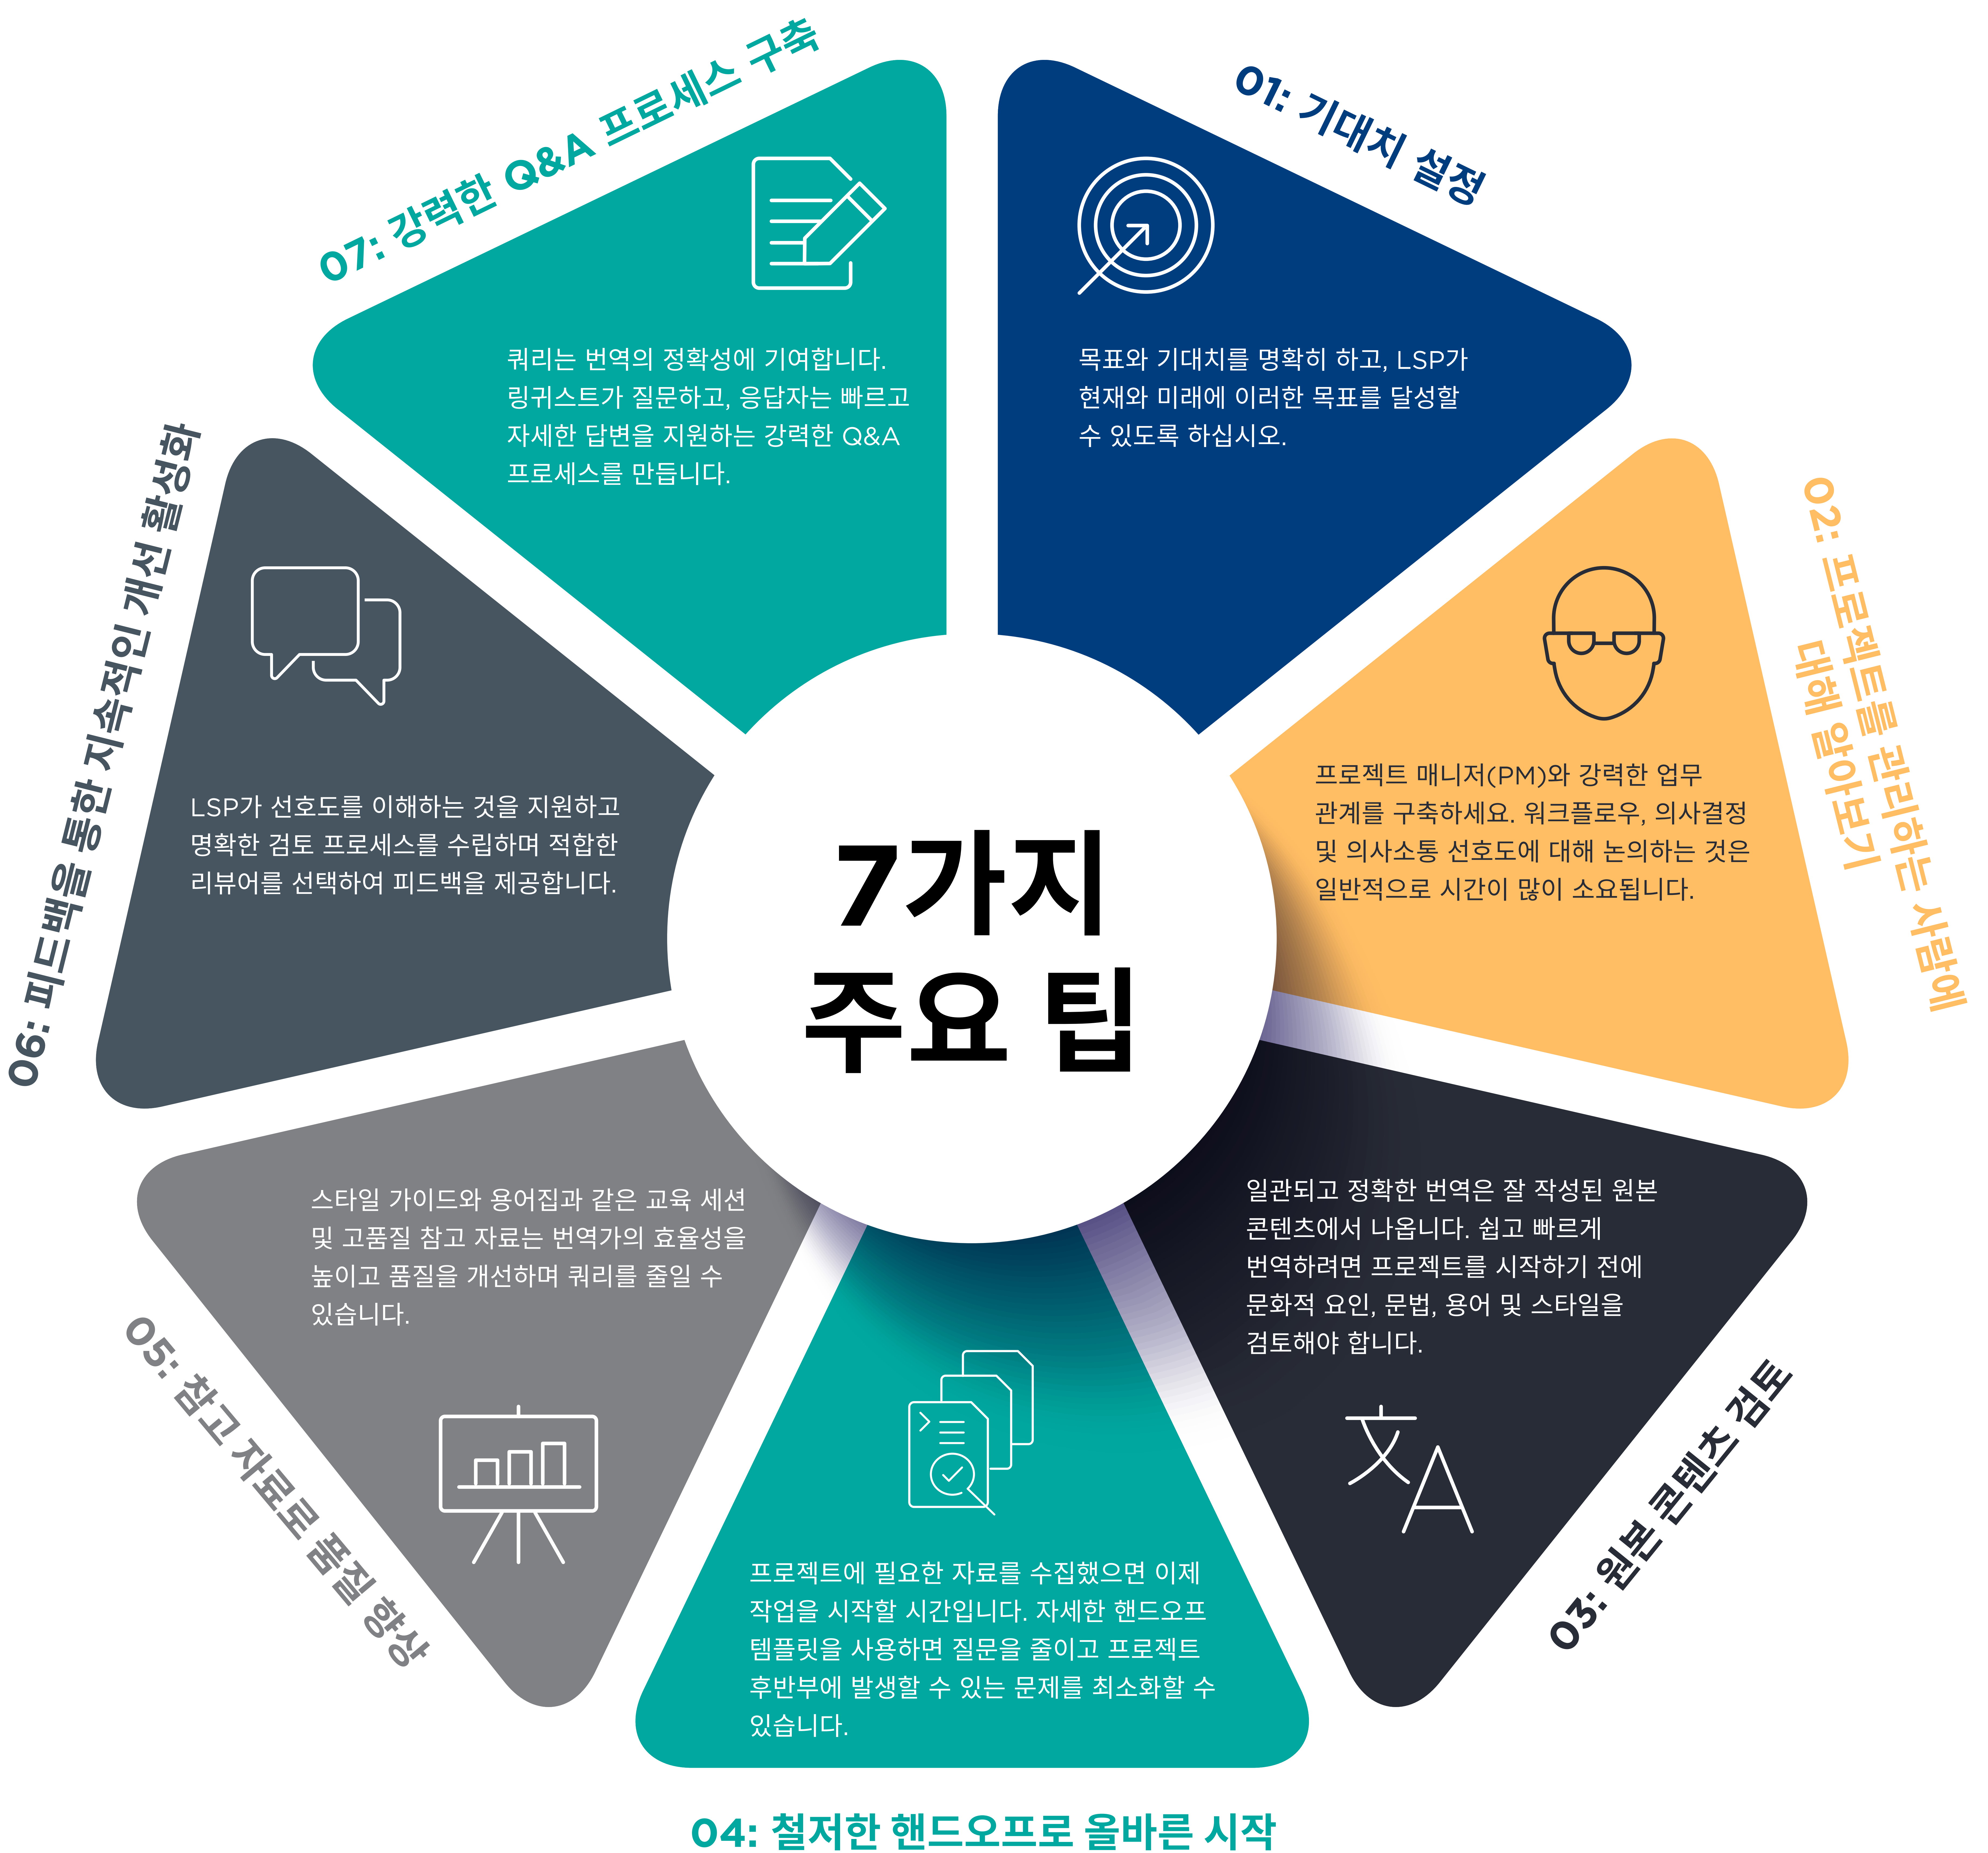 7가지
주요 팁
01: 기대치 설정
목표와 기대치를 명확히 하고, LSP가
현재와 미래에 이러한 목표를 달성할
수 있도록 하십시오.
02: 프로젝트를 관리하는 사람에
대해 알아보기
프로젝트 매니저(PM)와 강력한 업무
관계를 구축하세요. 워크플로우, 의사결정
및 의사소통 선호도에 대해 논의하는 것은
일반적으로 시간이 많이 소요됩니다.
03: 원본 콘텐츠 검토
일관되고 정확한 번역은 잘 작성된 원본
콘텐츠에서 나옵니다. 쉽고 빠르게
번역하려면 프로젝트를 시작하기 전에
문화적 요인, 문법, 용어 및 스타일을
검토해야 합니다.
文A
04: 철저한 핸드오프로 올바른 시작
프로젝트에 필요한 자료를 수집했으면 이제
작업을 시작할 시간입니다. 자세한 핸드오프
템플릿을 사용하면 질문을 줄이고 프로젝트
후반부에 발생할 수 있는 문제를 최소화할 수
있습니다.
05: 참고 자료로 품질 향상
스타일 가이드와 용어집과 같은 교육 세션
및 고품질 참고 자료는 번역가의 효율성을
높이고 품질을 개선하며 쿼리를 줄일 수
있습니다.
06: 피드백을 통한 지속적인 개선 활성화
LSP가 선호도를 이해하는 것을 지원하고
명확한 검토 프로세스를 수립하며 적합한
리뷰어를 선택하여 피드백을 제공합니다.
07: 강력한 Q&A 프로세스 구축
쿼리는 번역의 정확성에 기여합니다.
링귀스트가 질문하고, 응답자는 빠르고
자세한 답변을 지원하는 강력한 Q&A
프로세스를 만듭니다.